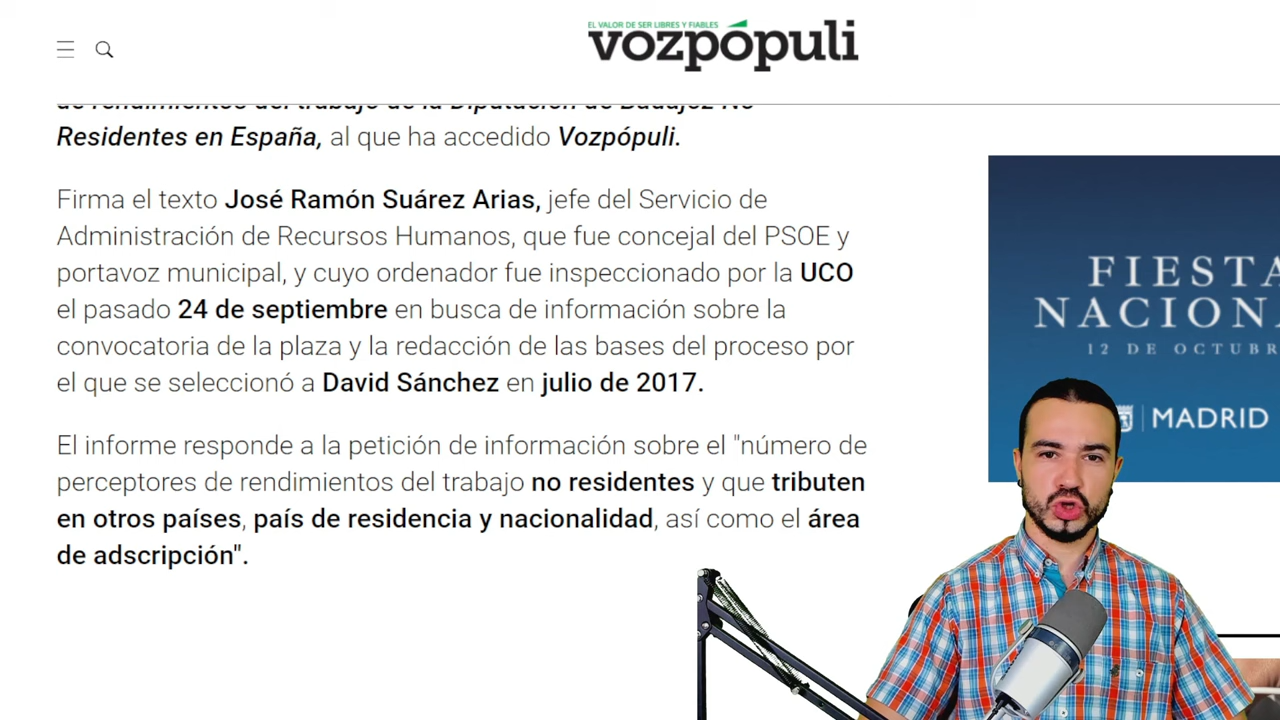 EL VALOR DE SER LIBRES Y FIABLES
vozpópuli
de rendimientos del trabajo de la Diputación de Badajoz No
Residentes en España, al que ha accedido Vozpópuli.
Firma el texto José Ramón Suárez Arias, jefe del Servicio de
Administración de Recursos Humanos, que fue concejal del PSOE y
portavoz municipal, y cuyo ordenador fue inspeccionado por la UCO
el pasado 24 de septiembre en busca de información sobre la
convocatoria de la plaza y la redacción de las bases del proceso por
el que se seleccionó a David Sánchez en julio de 2017.
El informe responde a la petición de información sobre el "número de
perceptores de rendimientos del trabajo no residentes y que tributen
en otros países, país de residencia y nacionalidad, así como el área
de adscripción".
FIESTA
NACION
12 DE OCTUBR
MADRID